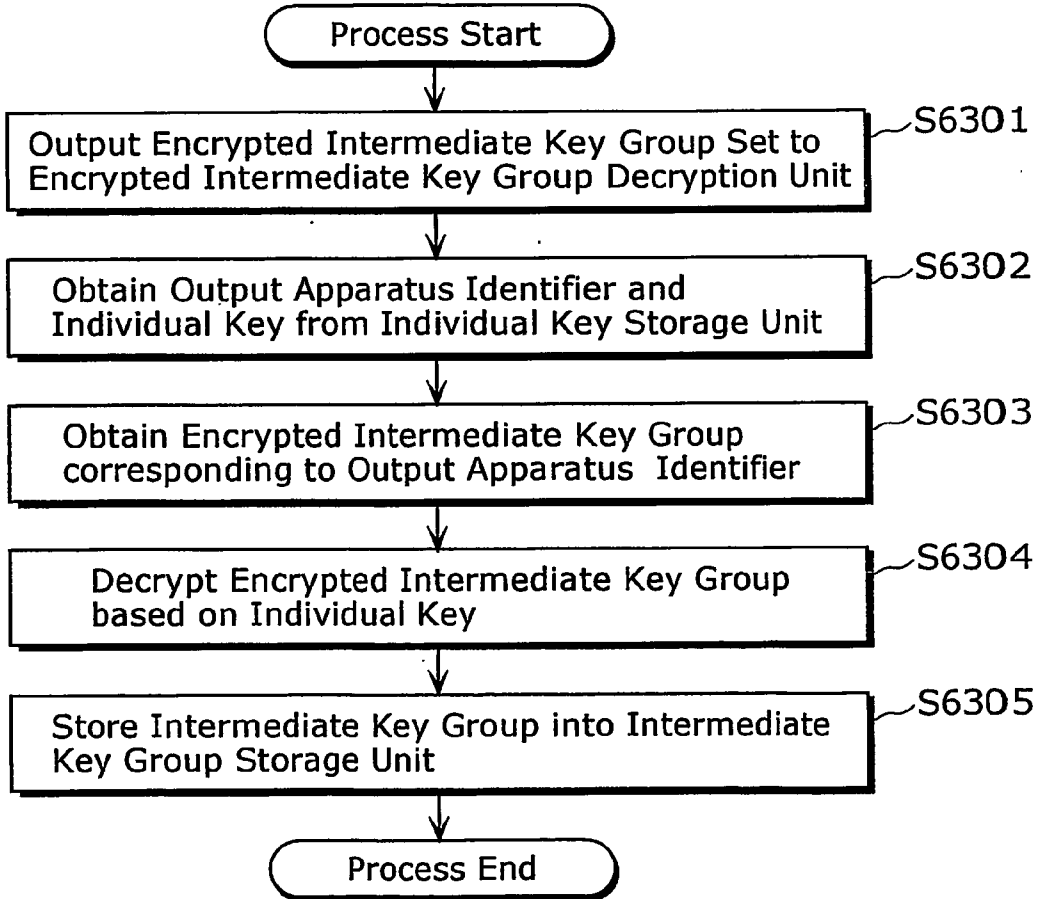 Process Start
S6301
Output Encrypted Intermediate Key Group Set to
Encrypted Intermediate Key Group Decryption Unit
S6302
Obtain Output Apparatus Identifier and
Individual Key from Individual Key Storage Unit
S6303
Obtain Encrypted Intermediate Key Group
corresponding to Output Apparatus Identifier
S6304
Decrypt Encrypted Intermediate Key Group
based on Individual Key
S6305
Store Intermediate Key Group into Intermediate
Key Group Storage Unit
Process End